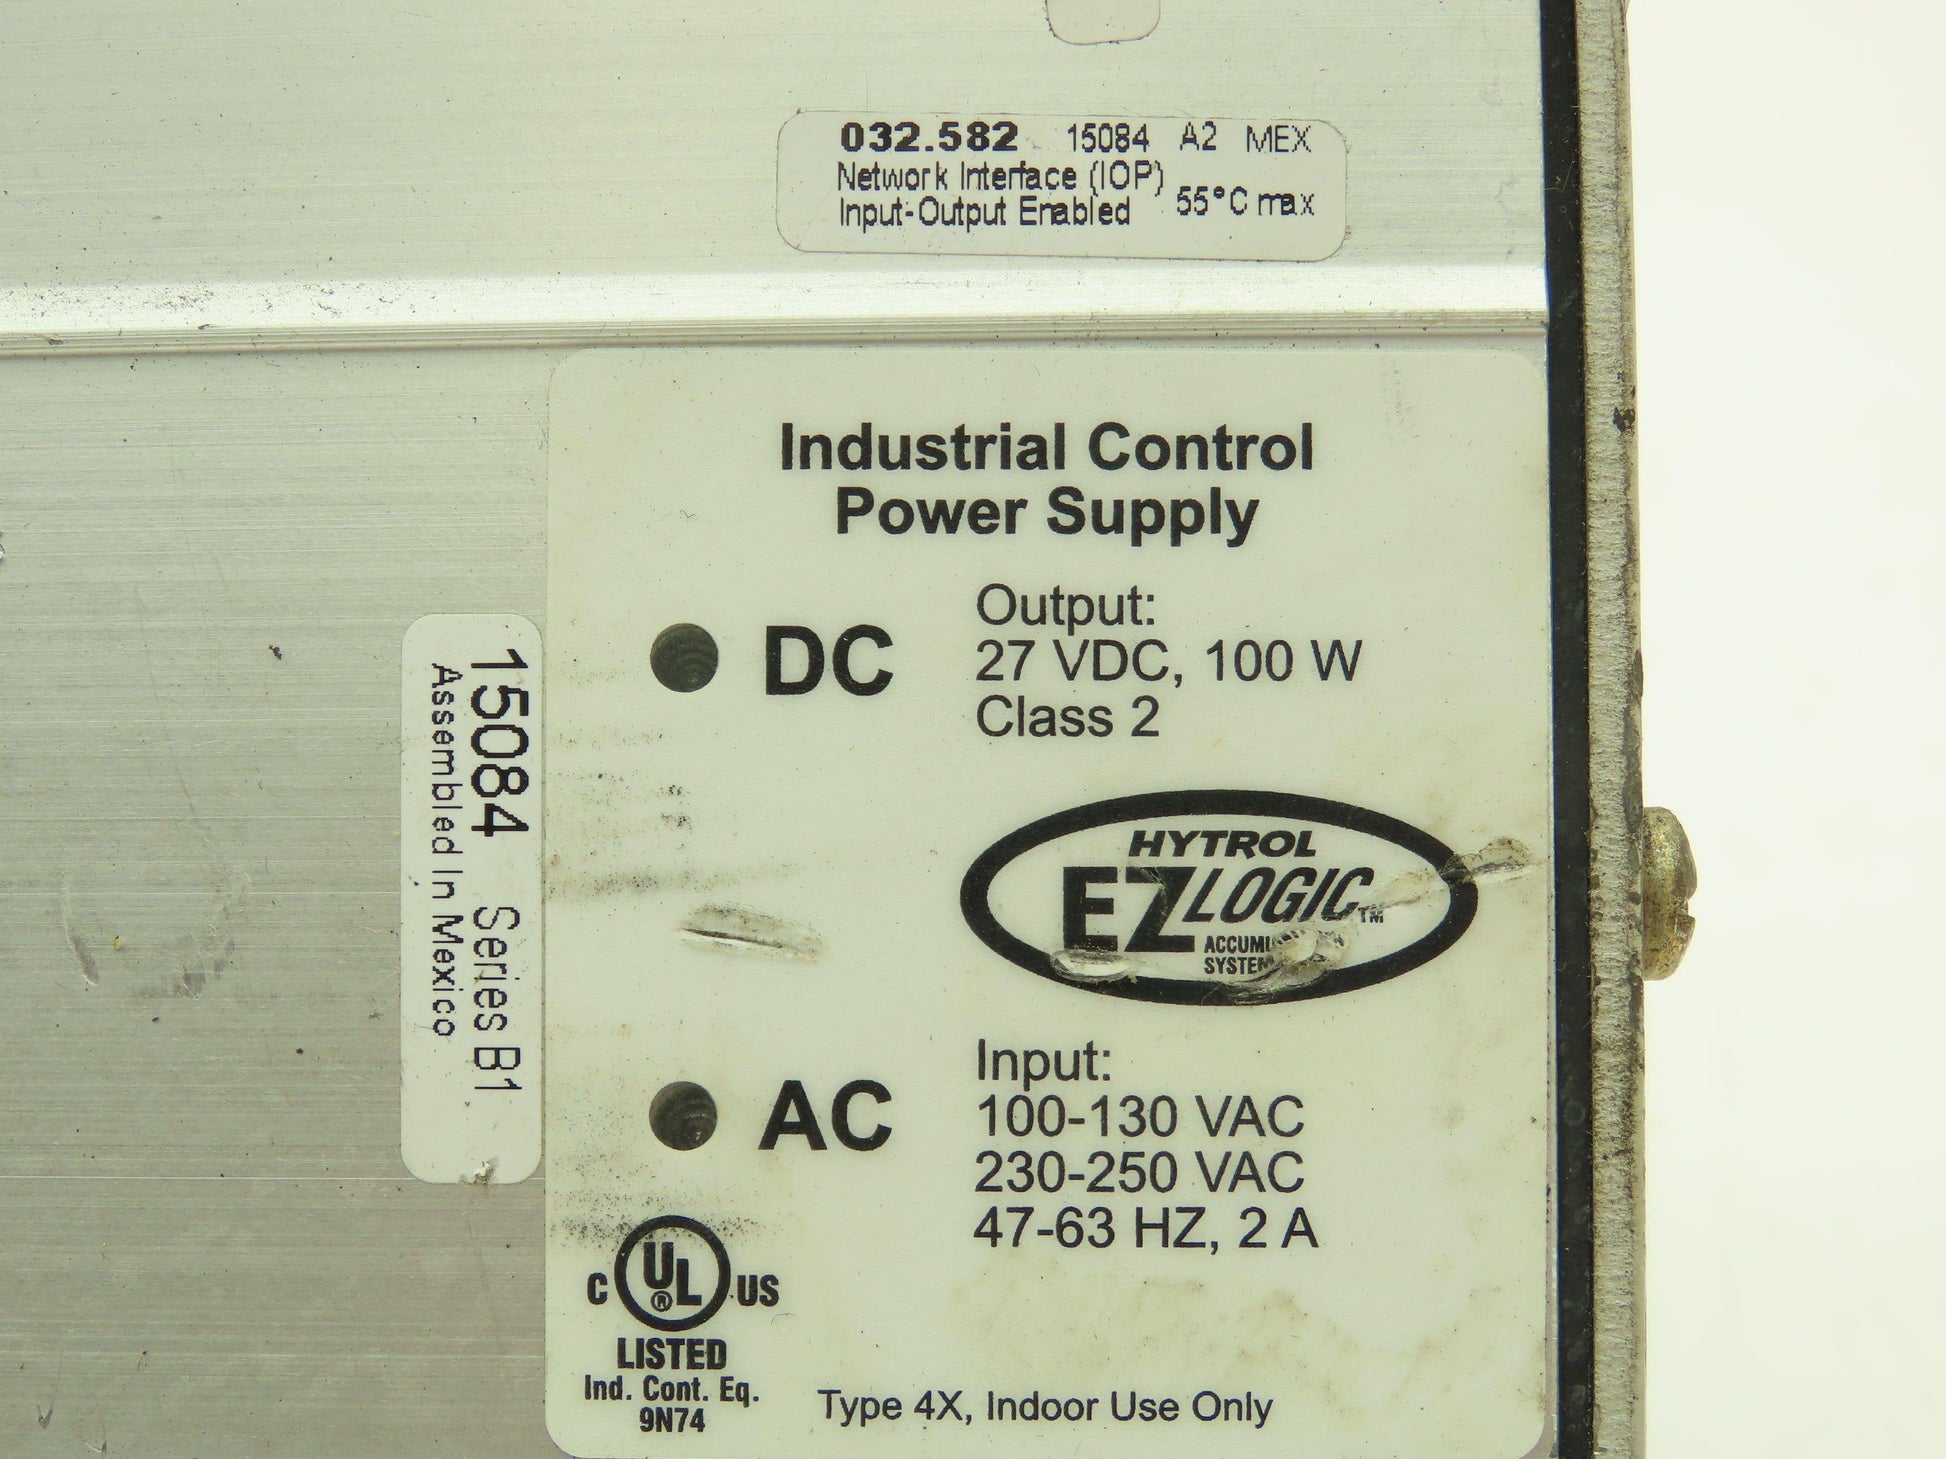 032.582 15084 A2 MEX
Network Interface (IOP)
Input-Output Enabled
55°C max
Industrial Control
Power Supply
DC
Output:
27 VDC, 100 W
Class 2
HYTROL
EZLOGIC™
SYSTEM
AC
Input:
100-130 VAC
230-250 VAC
47-63 HZ, 2 A
C UL® US
LISTED
Ind. Cont. Eq.
9N74
Type 4X, Indoor Use Only
15084 Series B1
Assembled In Mexico